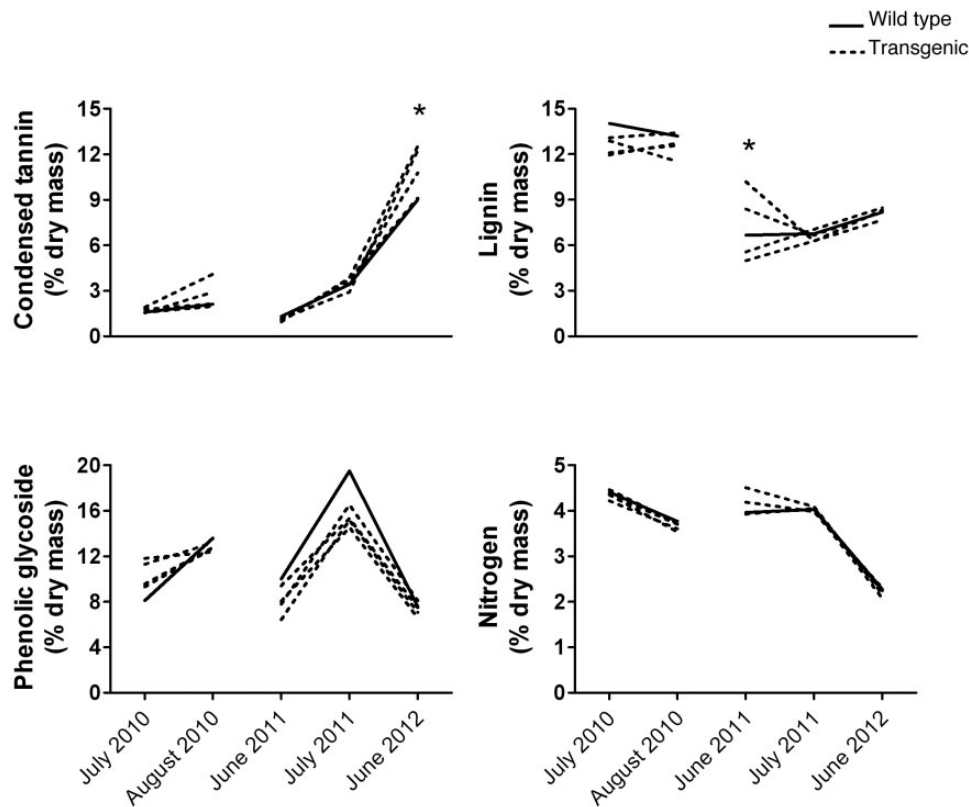 Wild type
Transgenic
Condensed tannin
(% dry mass)
15
12
9
6
3
0
*
Lignin
(% dry mass)
15
12
9
6
3
0
*
Phenolic glycoside
(% dry mass)
20
16
12
8
4
0
July 2010
August 2010
June 2011
July 2011
June 2012
Nitrogen
(% dry mass)
5
4
3
2
1
0
July 2010
August 2010
June 2011
July 2011
June 2012